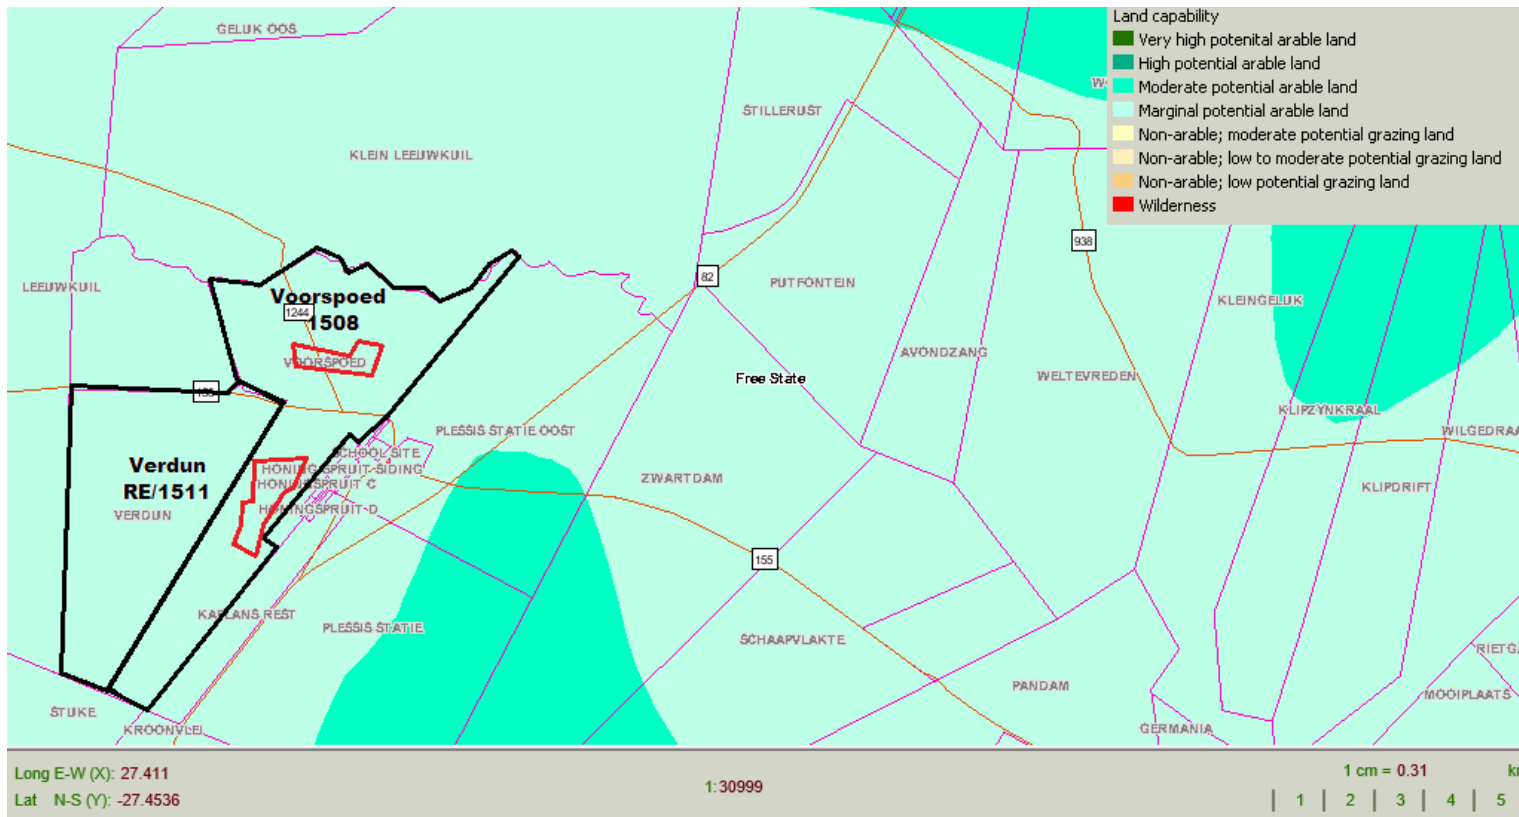 GELUK OOS
Land capability
Very high potenital arable land
High potential arable land
Moderate potential arable land
Marginal potential arable land
Non-arable; moderate potential grazing land
Non-arable; low to moderate potential grazing land
Non-arable; low potential grazing land
Wilderness
STILLERUST
KLEIN LEEUWKUIL
938
82
LEEUWKUIL
PUTFONTEIN
Voorspoed
1508
1244
KLEINGELUK
VOORSPOED
AVONDZANG
Free State
WELTEVREDEN
155
KLIPZYNKRAAL
PLESSIS STATIE OOST
WILGEDRAA
SCHOOL SITE
Verdun
RE/1511
HONING SPRUIT SIDING
HONINGSPRUIT C
ZWARTDAM
KLIPDRIFT
HONINGSPRUIT D
VERDUN
155
KAPLANS REST
PLESSIS STATIE
SCHAAPVLAKTE
RIETGA
PANDAM
MOOIPLAATS
STUKE
KROONVLEI
GERMANIA
Long E-W (X): 27.411
1:30999
1 cm = 0.31
Lat N-S (Y): -27.4536
| 1 | 2 | 3 | 4 | 5